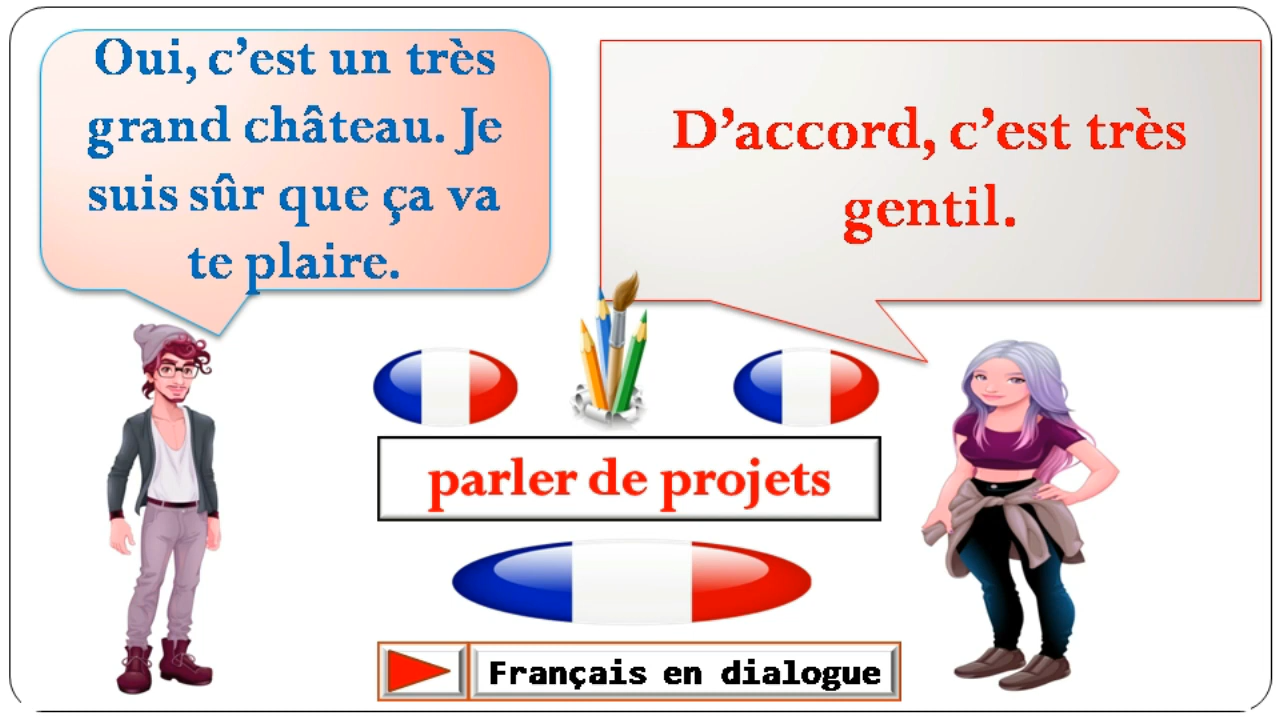 Oui, c’est un très
grand château. Je
suis sûr que ça va
te plaire.
D’accord, c’est très
gentil.
parler de projets
Français en dialogue